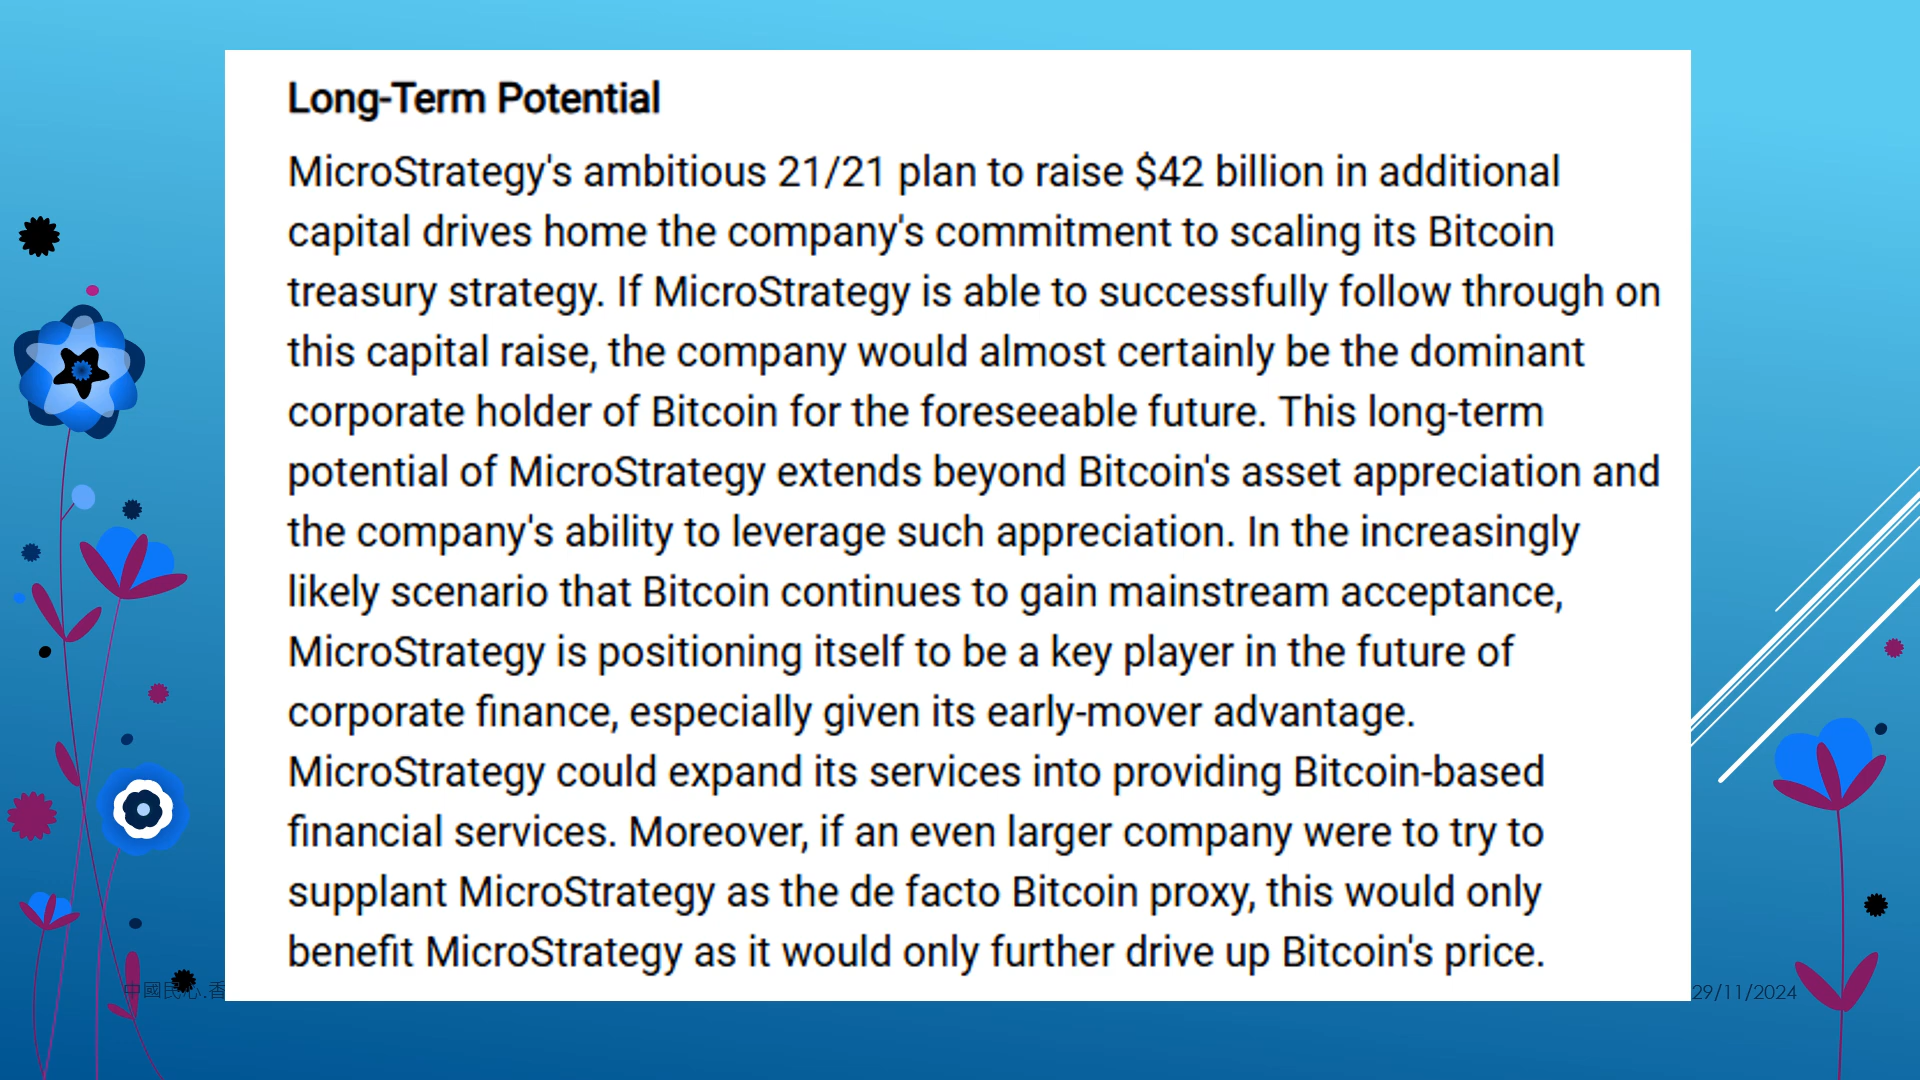 Long-Term Potential
MicroStrategy's ambitious 21/21 plan to raise $42 billion in additional
capital drives home the company's commitment to scaling its Bitcoin
treasury strategy. If MicroStrategy is able to successfully follow through on
this capital raise, the company would almost certainly be the dominant
corporate holder of Bitcoin for the foreseeable future. This long-term
potential of MicroStrategy extends beyond Bitcoin's asset appreciation and
the company's ability to leverage such appreciation. In the increasingly
likely scenario that Bitcoin continues to gain mainstream acceptance,
MicroStrategy is positioning itself to be a key player in the future of
corporate finance, especially given its early-mover advantage.
MicroStrategy could expand its services into providing Bitcoin-based
financial services. Moreover, if an even larger company were to try to
supplant MicroStrategy as the de facto Bitcoin proxy, this would only
benefit MicroStrategy as it would only further drive up Bitcoin's price.
中國民心.香
29/11/2024